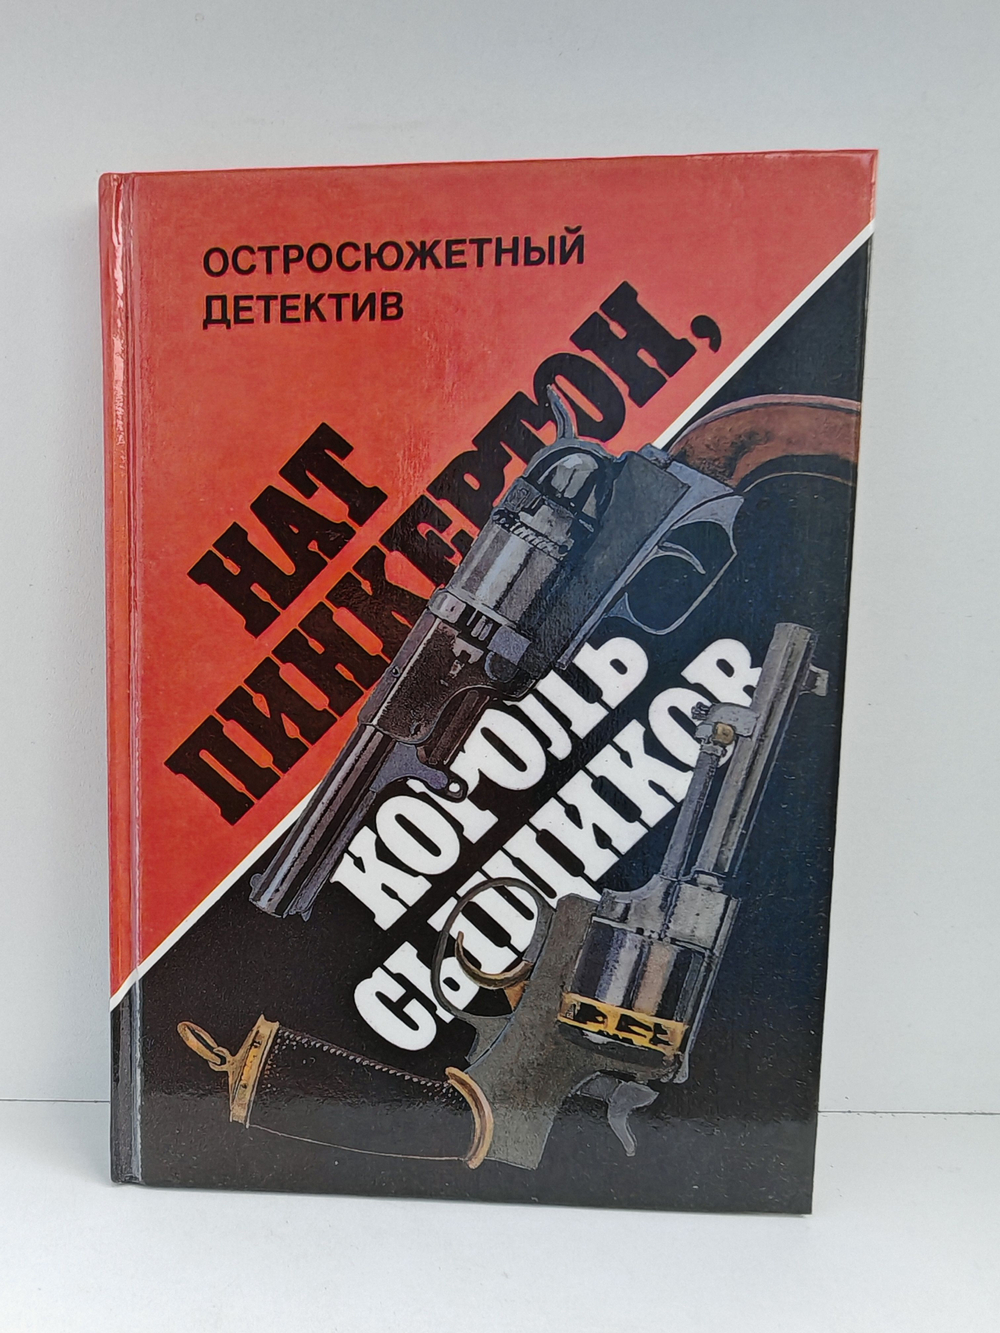 ОСТРОСЮЖЕТНЫЙ
ДЕТЕКТИВ
НАТ
ПИНКЕРТОН,
КОРОЛЬ
СЫЩИКОВ